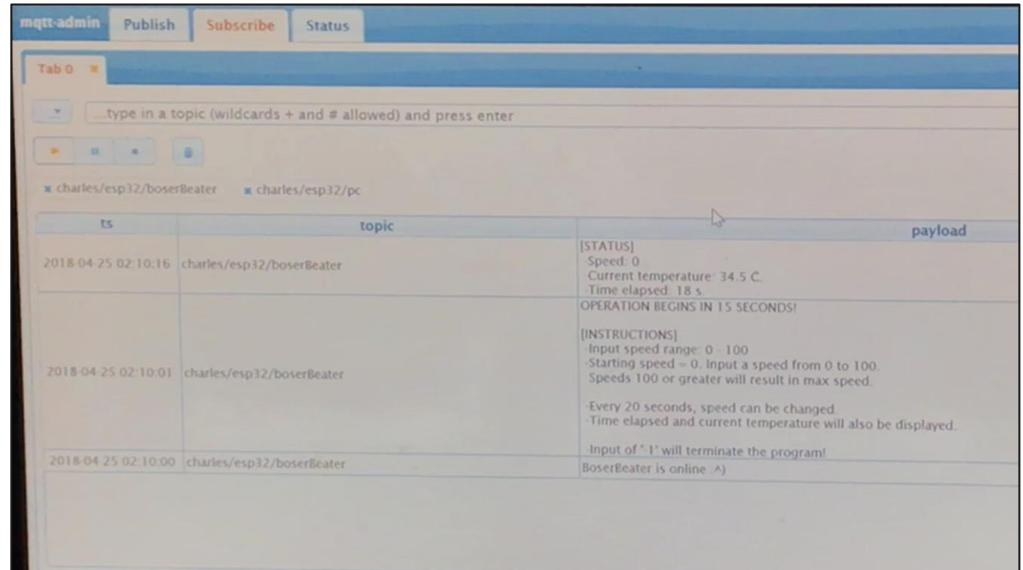 mqtt-admin Publish Subscribe Status
Tab 0
...type in a topic (wildcards + and # allowed) and press enter
charles/esp32/boserBeater charles/esp32/pc
ts topic payload
2018-04-25 02:10:16 charles/esp32/boserBeater
[STATUS]
-Speed: 0
-Current temperature: 34.5 C.
-Time elapsed: 18 s.
2018-04-25 02:10:01 charles/esp32/boserBeater
OPERATION BEGINS IN 15 SECONDS!
[INSTRUCTIONS]
-Input speed range: 0 - 100
-Starting speed = 0. Input a speed from 0 to 100.
Speeds 100 or greater will result in max speed.
-Every 20 seconds, speed can be changed.
-Time elapsed and current temperature will also be displayed.
-Input of "-1" will terminate the program!
2018-04-25 02:10:00 charles/esp32/boserBeater
BoserBeater is online :^)